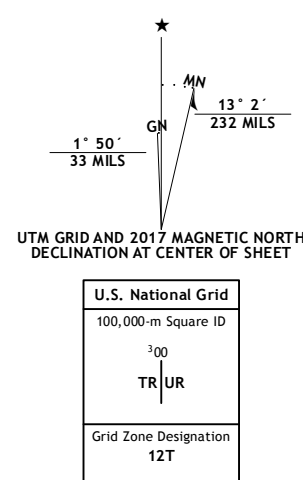 ★
MN
GN
13° 2´
232 MILS
1° 50´
33 MILS
UTM GRID AND 2017 MAGNETIC NORTH
DECLINATION AT CENTER OF SHEET
U.S. National Grid
100,000-m Square ID
³00
TR UR
Grid Zone Designation
12T